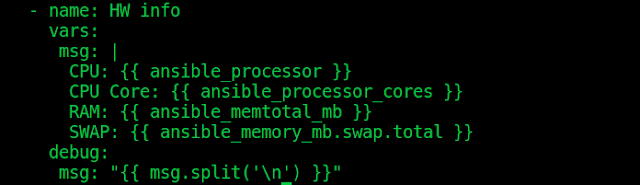 - name: HW info
vars:
msg: |
CPU: {{ ansible_processor }}
CPU Core: {{ ansible_processor_cores }}
RAM: {{ ansible_memtotal_mb }}
SWAP: {{ ansible_memory_mb.swap.total }}
debug:
msg: "{{ msg.split('\n') }}"